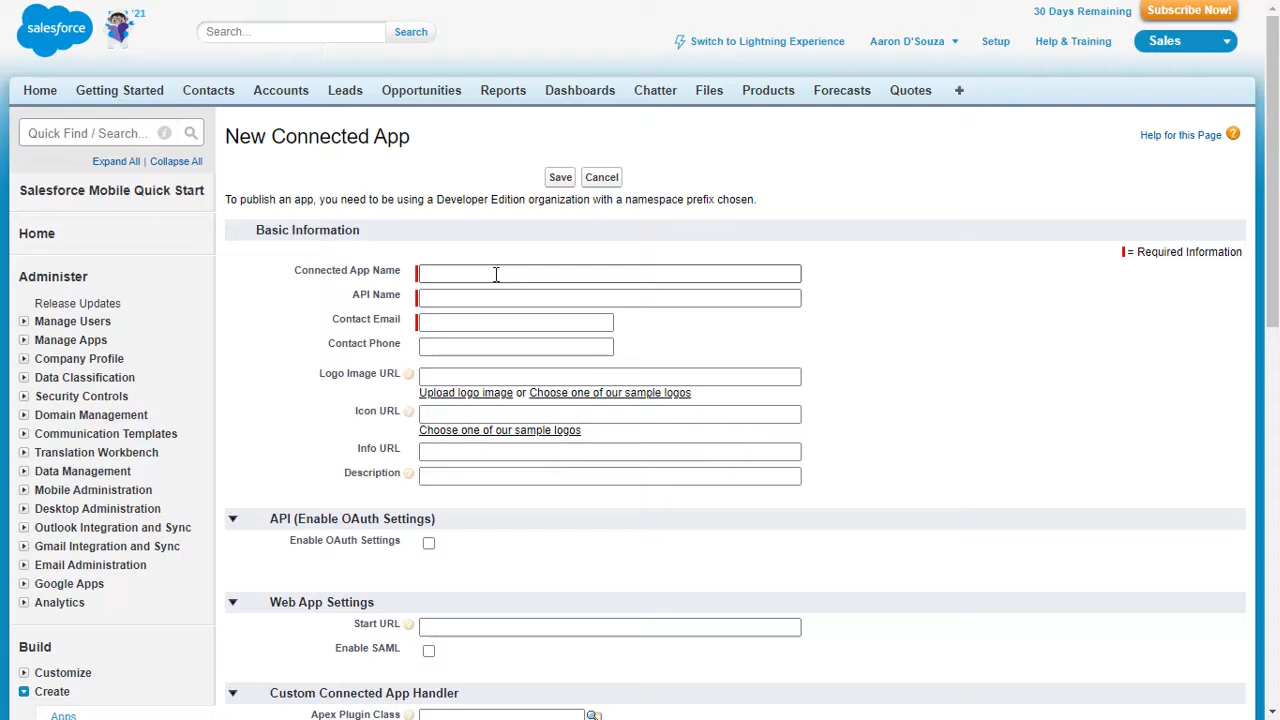 salesforce
'21
Search...
Search
30 Days Remaining
Subscribe Now!
Switch to Lightning Experience
Aaron D'Souza
Setup
Help & Training
Sales
Home
Getting Started
Contacts
Accounts
Leads
Opportunities
Reports
Dashboards
Chatter
Files
Products
Forecasts
Quotes
Quick Find / Search...
Expand All | Collapse All
Salesforce Mobile Quick Start
Home
Administer
Release Updates
Manage Users
Manage Apps
Company Profile
Data Classification
Security Controls
Domain Management
Communication Templates
Translation Workbench
Data Management
Mobile Administration
Desktop Administration
Outlook Integration and Sync
Gmail Integration and Sync
Email Administration
Google Apps
Analytics
Build
Customize
Create
Apps
New Connected App
Help for this Page
Save
Cancel
To publish an app, you need to be using a Developer Edition organization with a namespace prefix chosen.
Basic Information
= Required Information
Connected App Name
API Name
Contact Email
Contact Phone
Logo Image URL
Upload logo image or Choose one of our sample logos
Icon URL
Choose one of our sample logos
Info URL
Description
API (Enable OAuth Settings)
Enable OAuth Settings
Web App Settings
Start URL
Enable SAML
Custom Connected App Handler
Apex Plugin Class